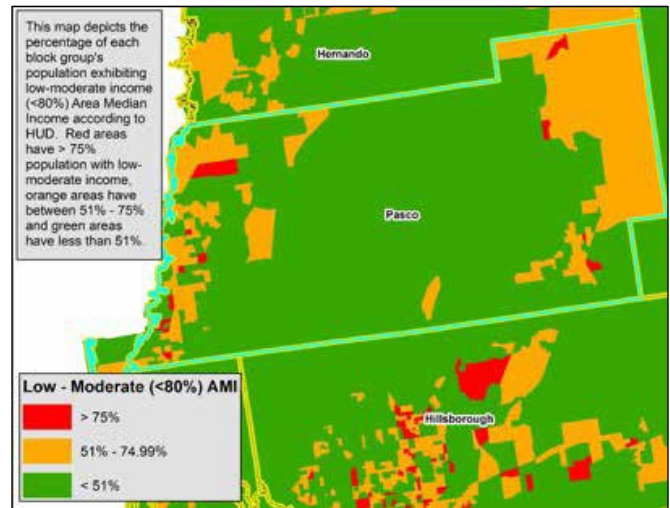 This map depicts the
percentage of each
block group's
population exhibiting
low-moderate income
(<80%) Area Median
Income according to
HUD. Red areas
have > 75%
population with low-
moderate income,
orange areas have
between 51% - 75%
and green areas
have less than 51%.
Hernando
Pasco
Hillsborough
Low - Moderate (<80%) AMI
> 75%
51% - 74.99%
< 51%